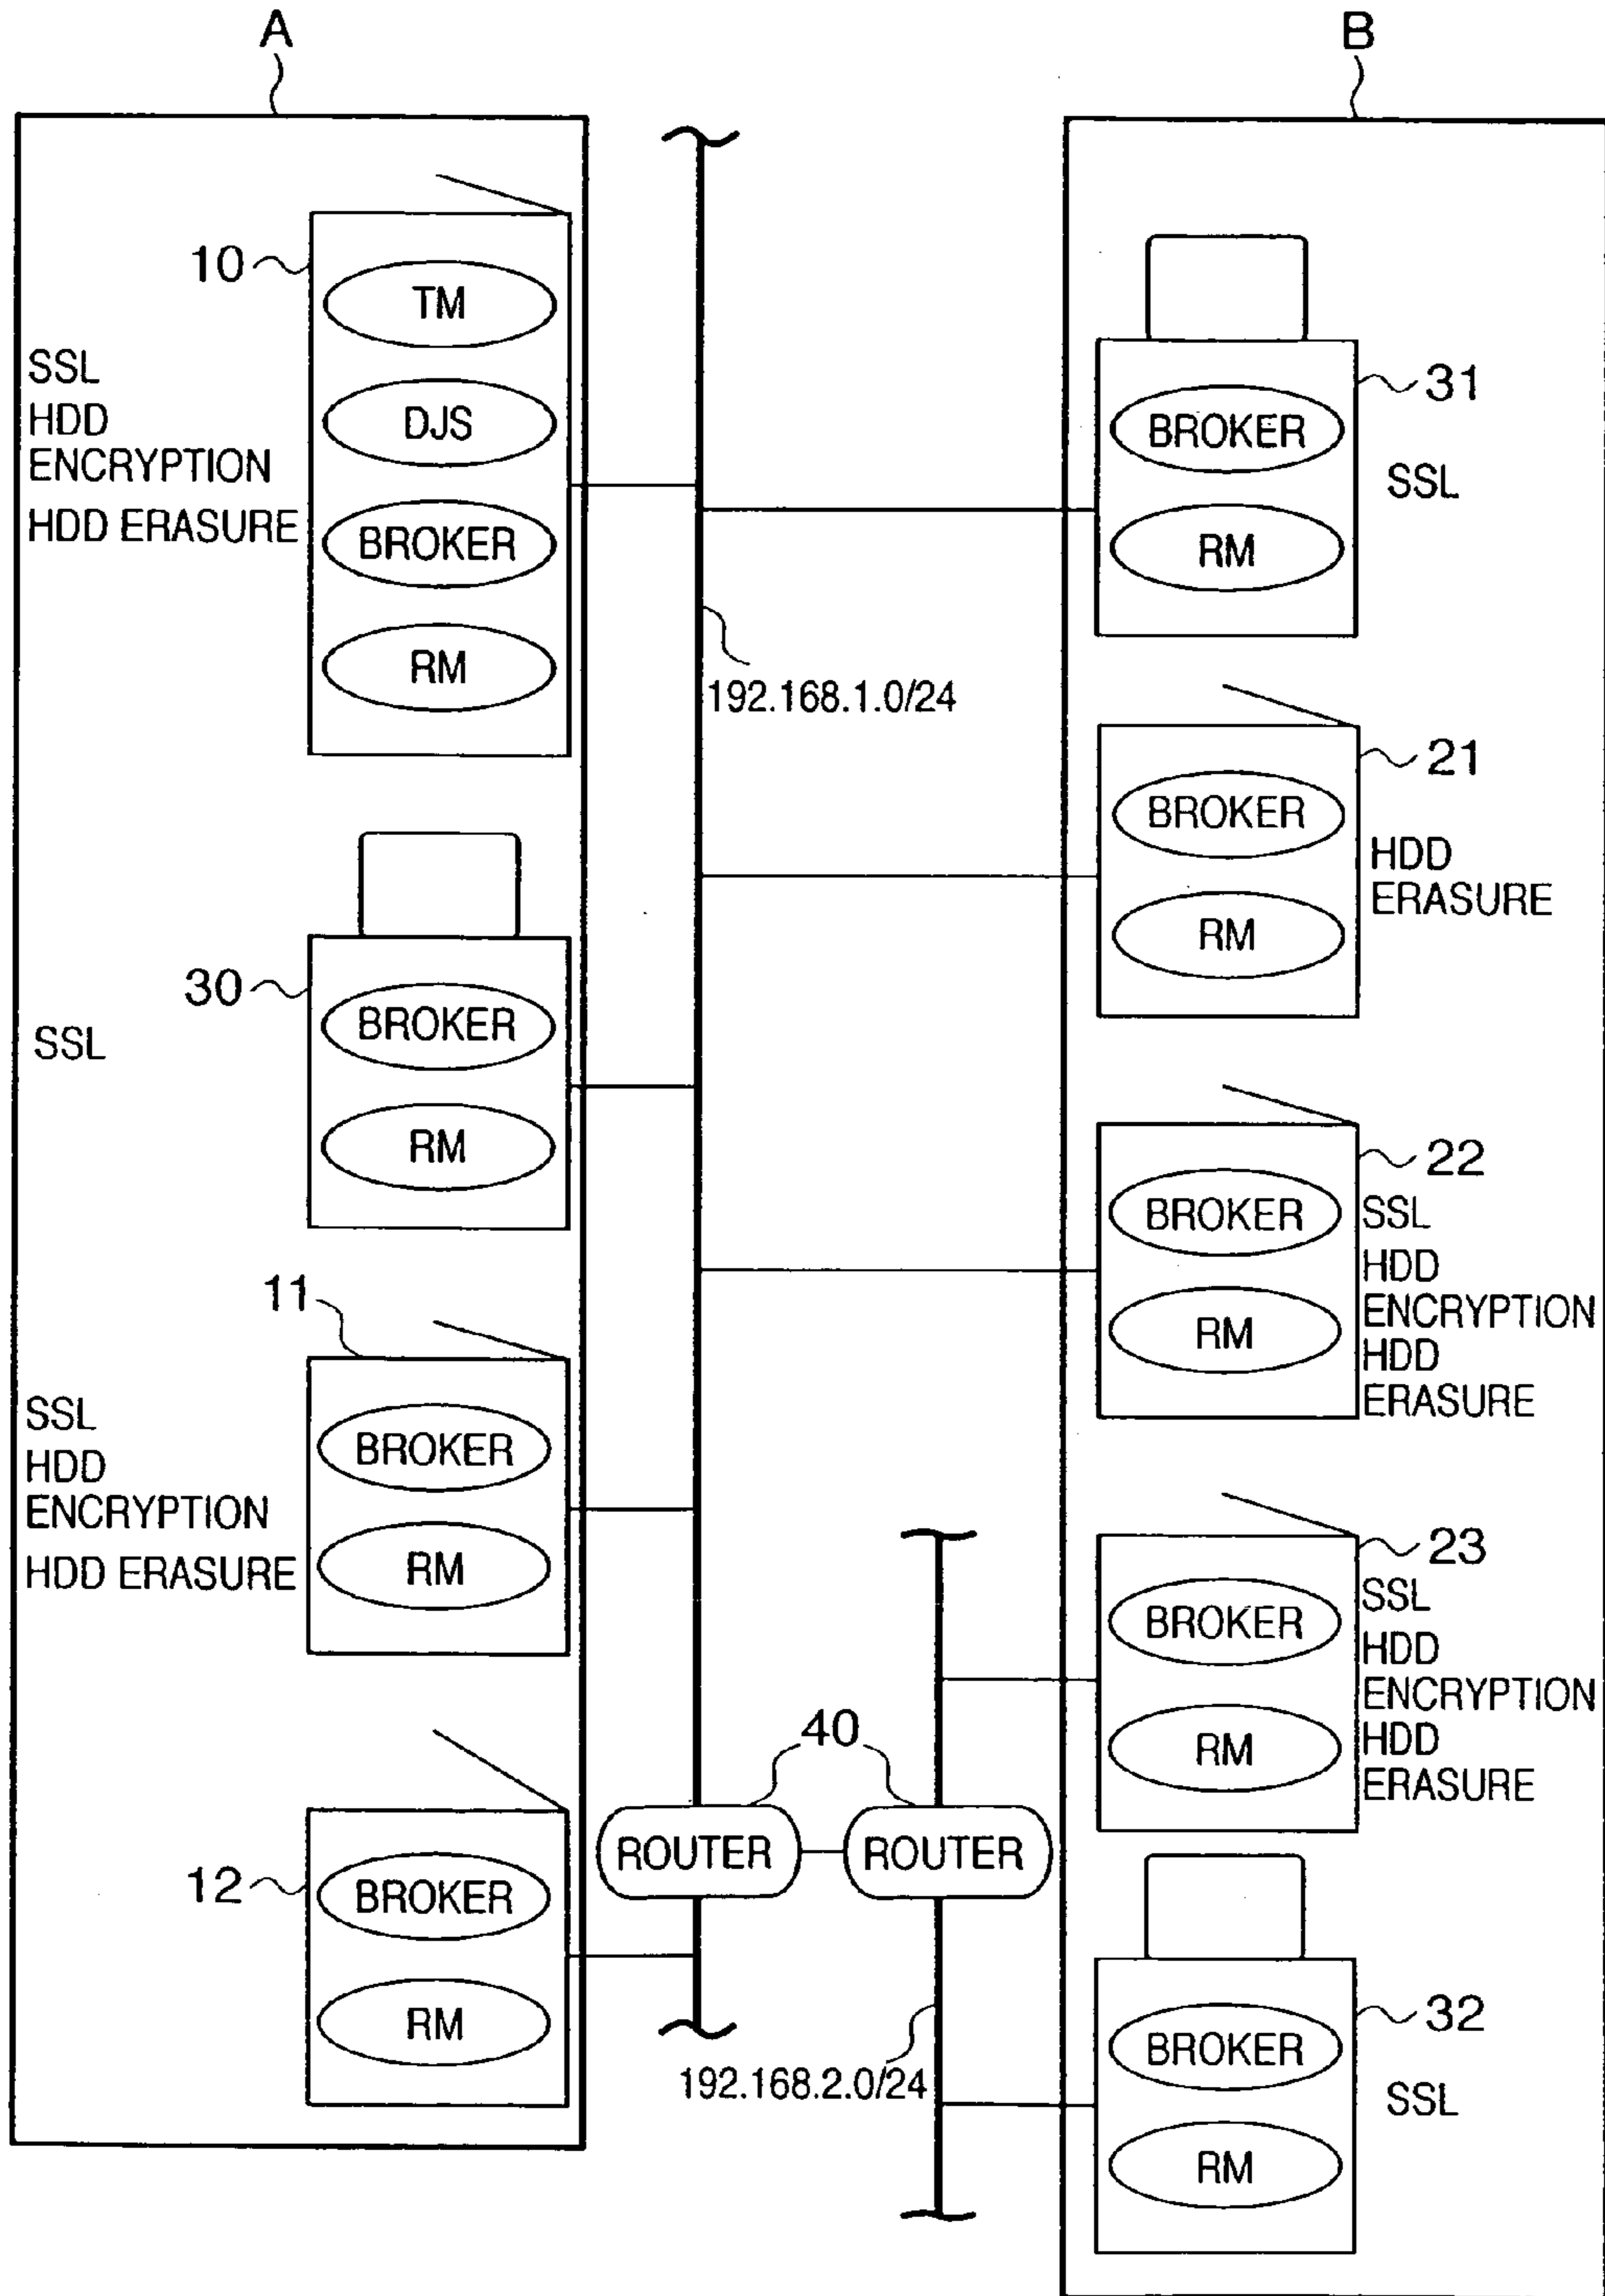 A
B
10
TM
DJS
BROKER
RM
SSL
HDD
ENCRYPTION
HDD ERASURE
30
BROKER
RM
SSL
11
BROKER
RM
SSL
HDD
ENCRYPTION
HDD ERASURE
12
BROKER
RM
192.168.1.0/24
40
ROUTER
ROUTER
192.168.2.0/24
31
BROKER
RM
SSL
21
BROKER
RM
HDD
ERASURE
22
BROKER
RM
SSL
HDD
ENCRYPTION
HDD
ERASURE
23
BROKER
RM
SSL
HDD
ENCRYPTION
HDD
ERASURE
32
BROKER
RM
SSL